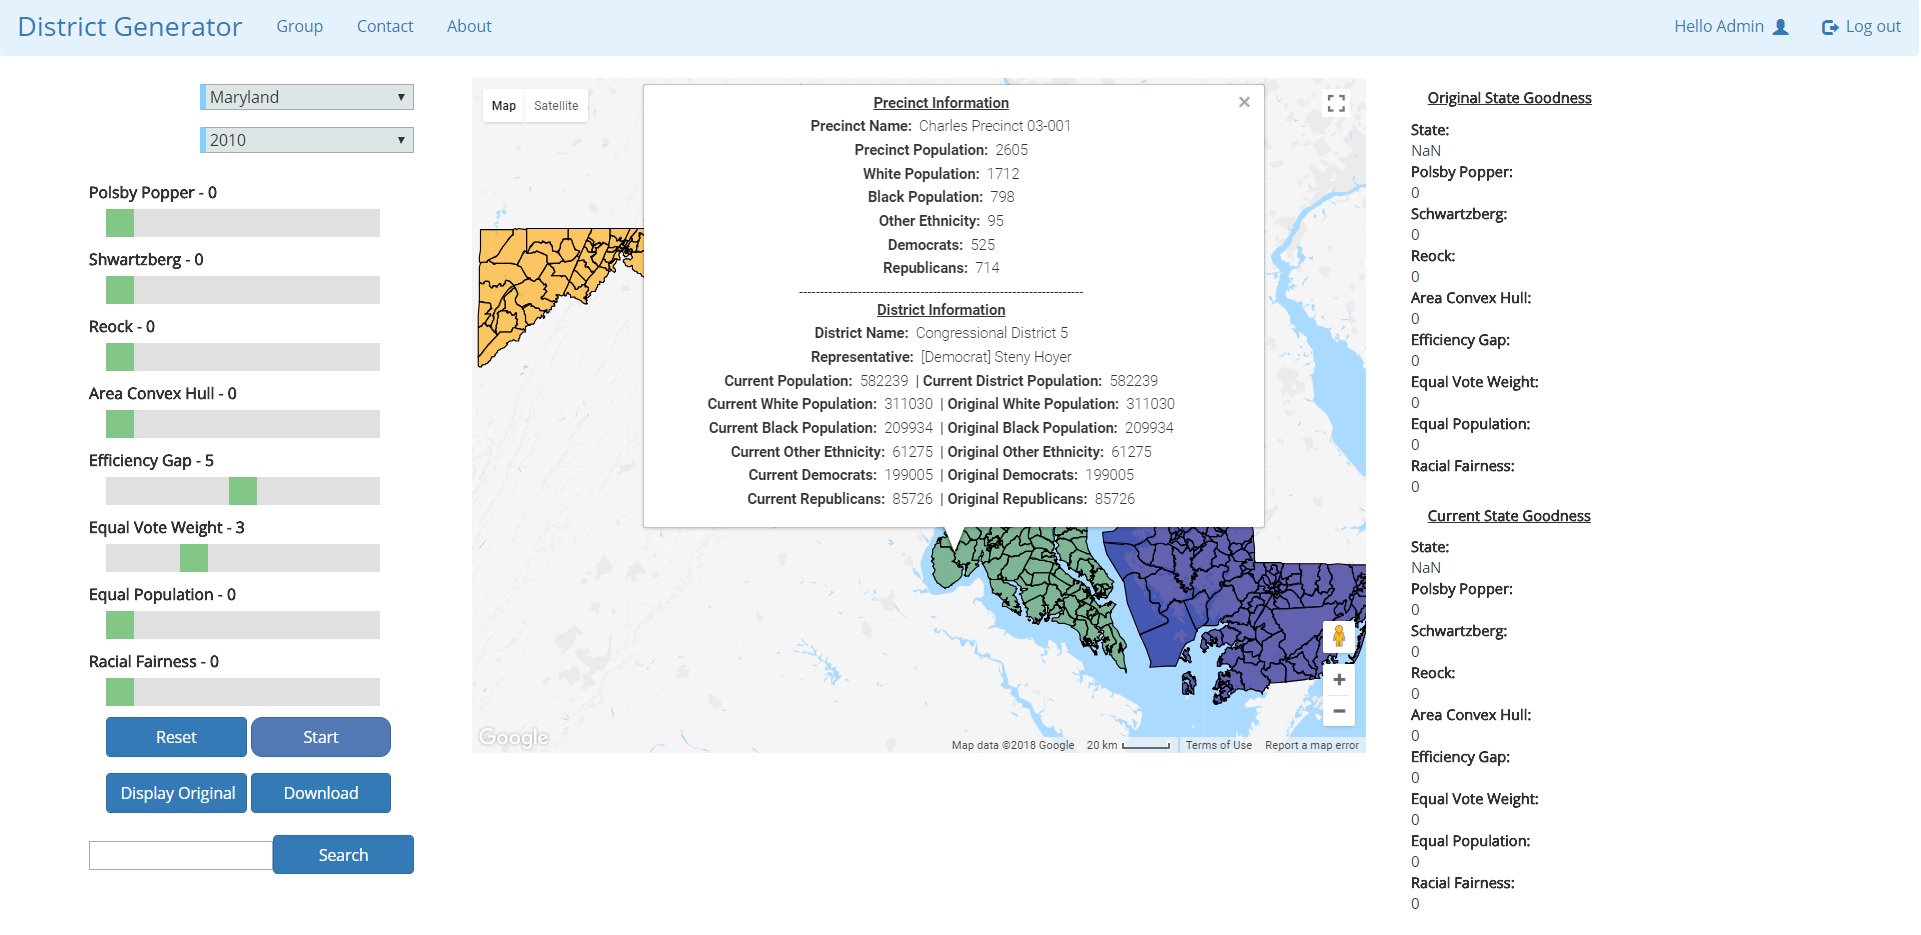 District Generator Group Contact About Hello Admin Log out
Maryland
2010
Polsby Popper - 0
Shwartzberg - 0
Reock - 0
Area Convex Hull - 0
Efficiency Gap - 5
Equal Vote Weight - 3
Equal Population - 0
Racial Fairness - 0
Reset Start
Display Original Download
Search
Map Satellite
Precinct Information
Precinct Name: Charles Precinct 03-001
Precinct Population: 2605
White Population: 1712
Black Population: 798
Other Ethnicity: 95
Democrats: 525
Republicans: 714
--------------------------------------------------------------------
District Information
District Name: Congressional District 5
Representative: [Democrat] Steny Hoyer
Current Population: 582239 | Current District Population: 582239
Current White Population: 311030 | Original White Population: 311030
Current Black Population: 209934 | Original Black Population: 209934
Current Other Ethnicity: 61275 | Original Other Ethnicity: 61275
Current Democrats: 199005 | Original Democrats: 199005
Current Republicans: 85726 | Original Republicans: 85726
Google
Map data ©2018 Google 20 km Terms of Use Report a map error
Original State Goodness
State:
NaN
Polsby Popper:
0
Schwartzberg:
0
Reock:
0
Area Convex Hull:
0
Efficiency Gap:
0
Equal Vote Weight:
0
Equal Population:
0
Racial Fairness:
0
Current State Goodness
State:
NaN
Polsby Popper:
0
Schwartzberg:
0
Reock:
0
Area Convex Hull:
0
Efficiency Gap:
0
Equal Vote Weight:
0
Equal Population:
0
Racial Fairness:
0